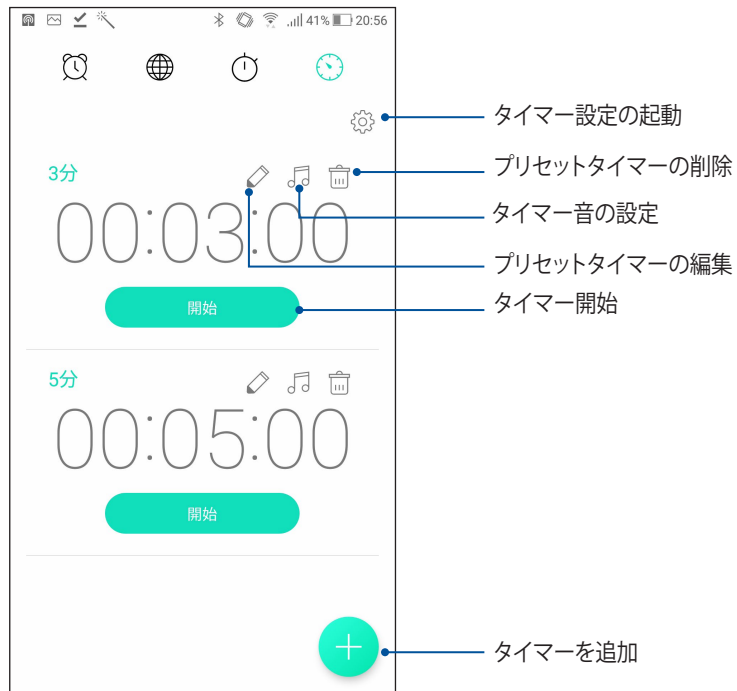 41% 20:56
タイマー設定の起動
3分
プリセットタイマーの削除
00:03:00
タイマー音の設定
プリセットタイマーの編集
開始
タイマー開始
5分
00:05:00
開始
タイマーを追加